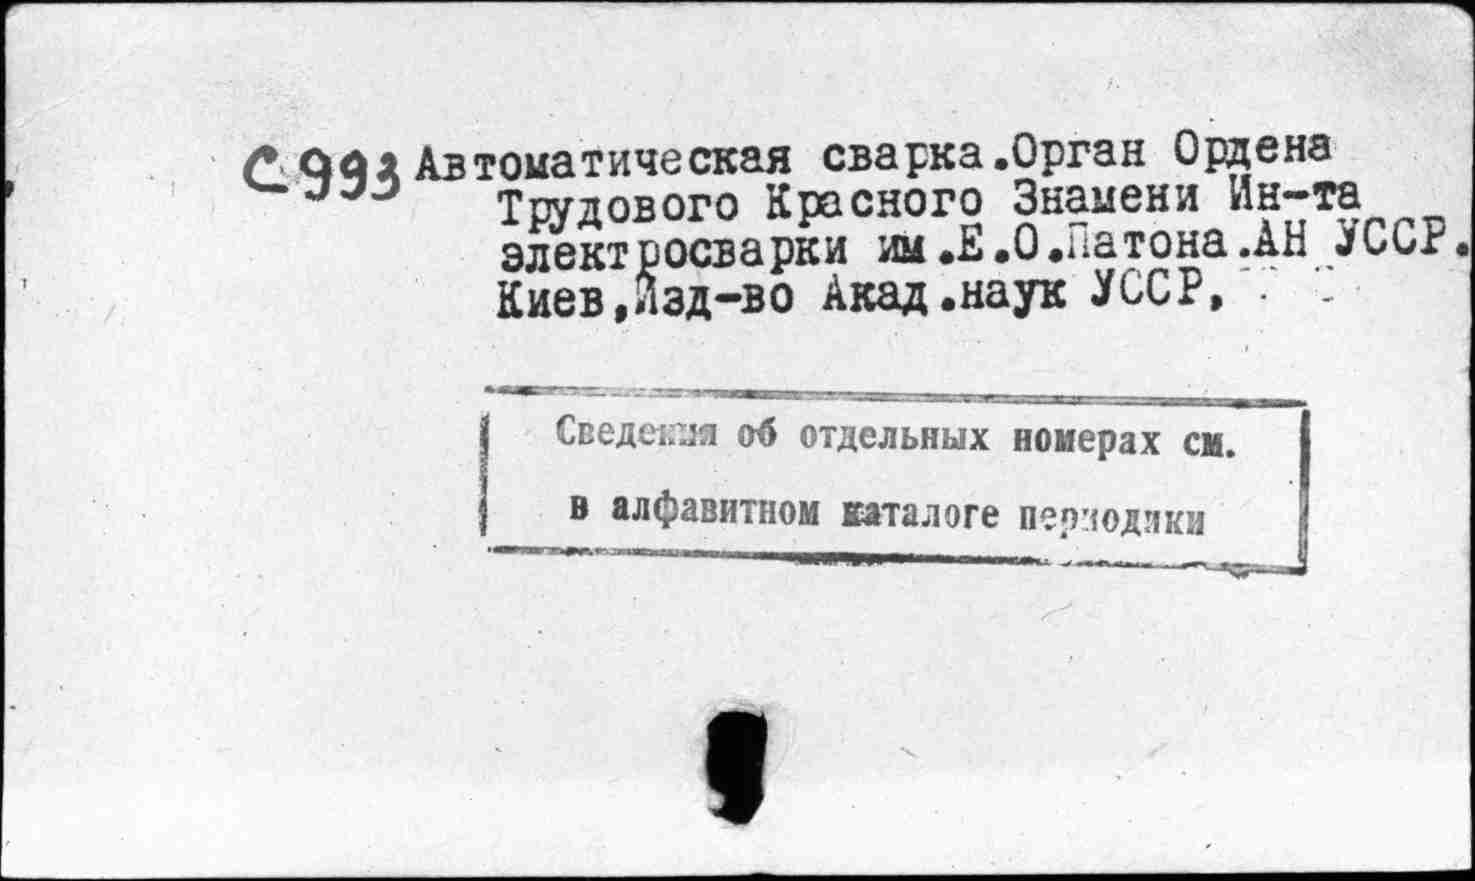 С993 Автоматическая сварка.Орган Ордена
Трудового Красного Знамени Ин-та
электросварки им.Е.О.Патона.АН УССР.
Киев,Изд-во Акад.наук УССР,
Сведения об отдельных номерах см.
в алфавитном каталоге периодики